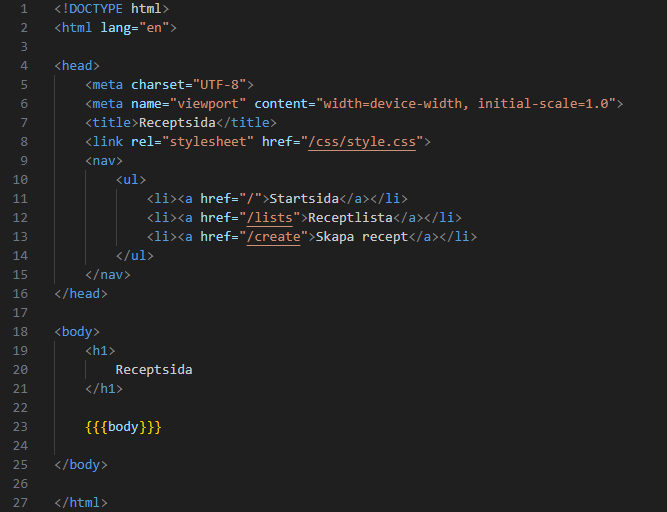 1 <!DOCTYPE html>
2 <html lang="en">
3
4 <head>
5     <meta charset="UTF-8">
6     <meta name="viewport" content="width=device-width, initial-scale=1.0">
7     <title>Receptsida</title>
8     <link rel="stylesheet" href="/css/style.css">
9     <nav>
10         <ul>
11             <li><a href="/">Startsida</a></li>
12             <li><a href="/lists">Receptlista</a></li>
13             <li><a href="/create">Skapa recept</a></li>
14         </ul>
15     </nav>
16 </head>
17
18 <body>
19     <h1>
20         Receptsida
21     </h1>
22
23     {{{body}}}
24
25 </body>
26
27 </html>